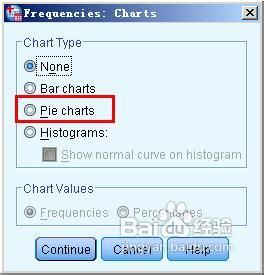 Frequencies: Charts
Chart Type
None
Bar charts
Pie charts
Histograms:
Show normal curve on histogram
Chart Values
Frequencies Percentages
Continue Cancel Help
Baidu 经验
jingyan.baidu.com